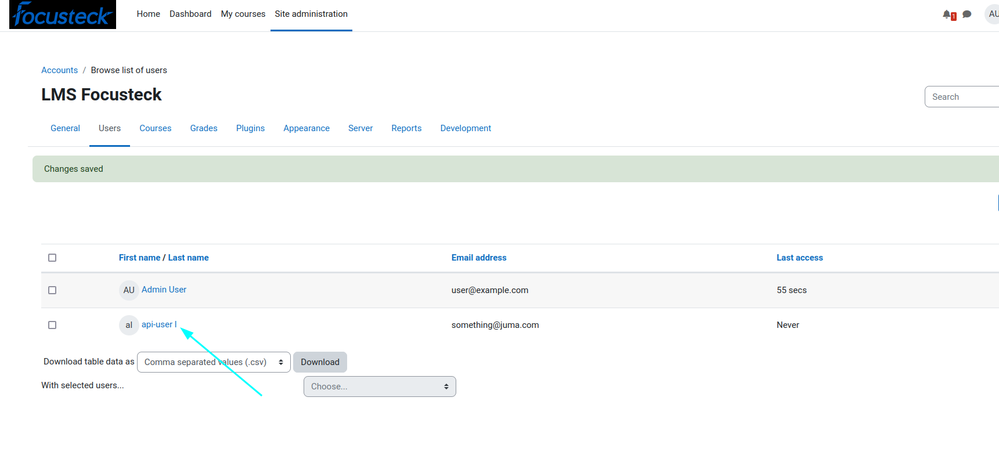 Focusteck
Home Dashboard My courses Site administration
1
AU
Accounts / Browse list of users
LMS Focusteck
Search
General Users Courses Grades Plugins Appearance Server Reports Development
Changes saved
First name / Last name Email address Last access
AU Admin User user@example.com 55 secs
al api-user l something@juma.com Never
Download table data as Comma separated values (.csv) Download
With selected users... Choose...